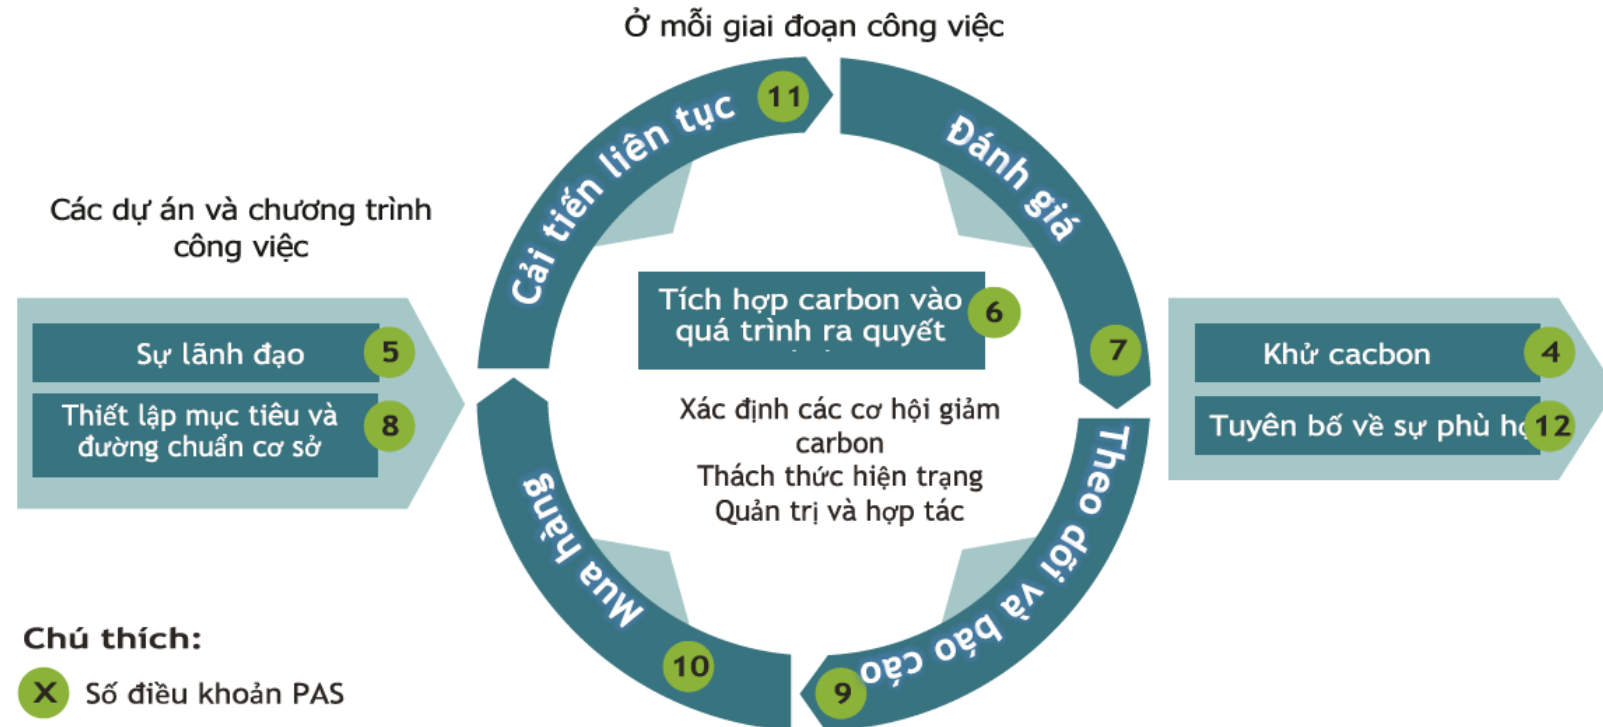 Ở mỗi giai đoạn công việc
Cải tiến liên tục
11
Đánh giá
7
Các dự án và chương trình
công việc
Sự lãnh đạo
5
Thiết lập mục tiêu và
đường chuẩn cơ sở
8
Tích hợp carbon vào
quá trình ra quyết
6
Xác định các cơ hội giảm
carbon
Thách thức hiện trạng
Quản trị và hợp tác
Khử cacbon
4
Tuyên bố về sự phù hợ
12
Mua hàng
10
Theo dõi và báo cáo
9
Chú thích:
X Số điều khoản PAS